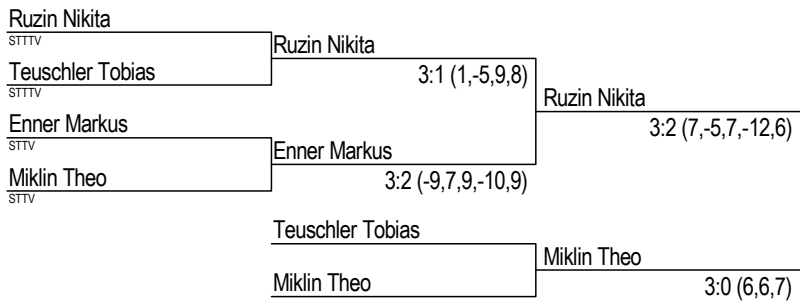 Ruzin Nikita
STTTV
Ruzin Nikita
Teuschler Tobias
STTTV
3:1 (1,-5,9,8)
Ruzin Nikita
Enner Markus
STTV
3:2 (7,-5,7,-12,6)
Enner Markus
Miklin Theo
STTV
3:2 (-9,7,9,-10,9)
Teuschler Tobias
Miklin Theo
Miklin Theo
3:0 (6,6,7)